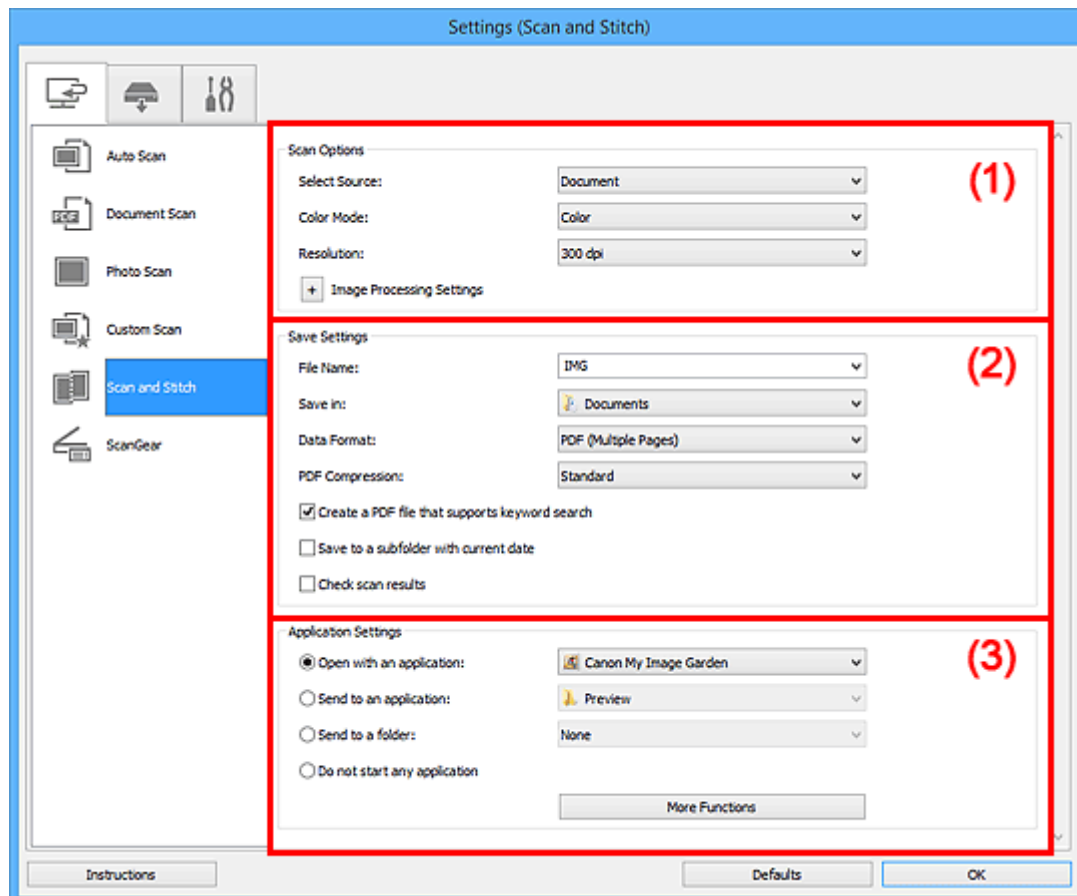 Settings (Scan and Stitch)
Auto Scan
PDF
Document Scan
Photo Scan
Custom Scan
Scan and Stitch
ScanGear
Scan Options
(1)
Select Source: Document
Color Mode: Color
Resolution: 300 dpi
+ Image Processing Settings
Save Settings
(2)
File Name: IMG
Save in: Documents
Data Format: PDF (Multiple Pages)
PDF Compression: Standard
Create a PDF file that supports keyword search
Save to a subfolder with current date
Check scan results
Application Settings
(3)
Open with an application: Canon My Image Garden
Send to an application: Preview
Send to a folder: None
Do not start any application
More Functions
Instructions Defaults OK